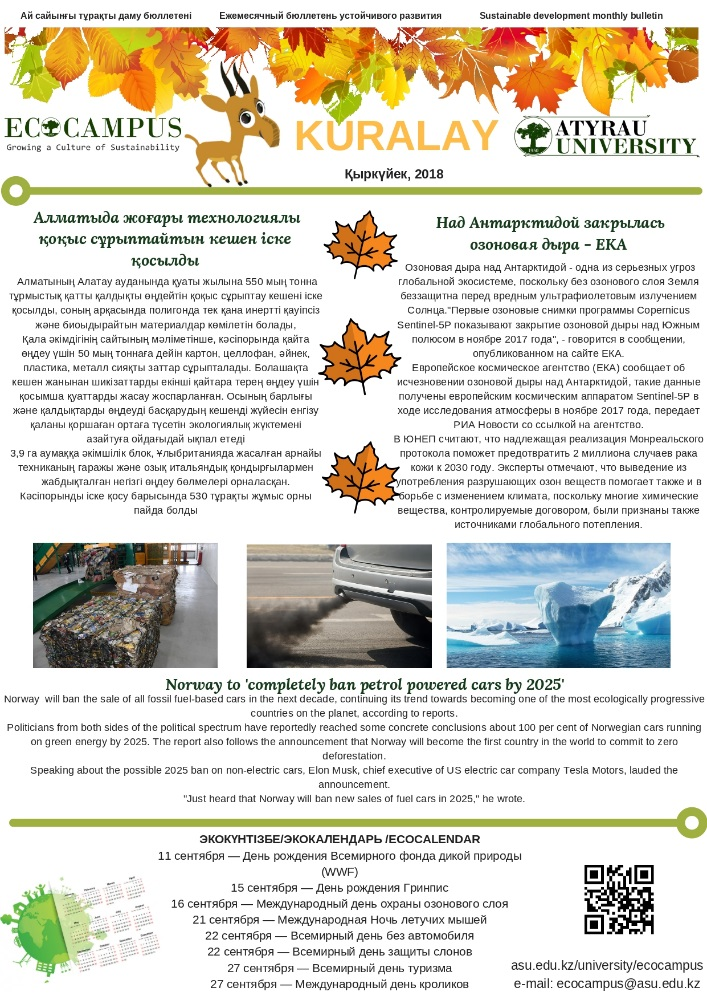 Ай сайынғы тұрақты даму бюллетені
Ежемесячный бюллетень устойчивого развития
Sustainable development monthly bulletin
ECOCAMPUS
Growing a Culture of Sustainability
KURALAY
ATYRAU
UNIVERSITY
Қыркүйек, 2018
Алматыда жоғары технологиялы
қоқыс сұрыптайтын кешен іске
қосылды
Алматының Алатау ауданында қуаты жылына 550 мың тонна
тұрмыстық қатты қалдықты өңдейтін қоқыс сұрыптау кешені іске
қосылды, соның арқасында полигонда тек қана инертті қауіпсіз
және биоыдырайтын материалдар көмілетін болады,
Қала әкімдігінің сайтының мәліметінше, кәсіпорында қайта
өңдеу үшін 50 мың тоннаға дейін картон, целлофан, әйнек,
пластика, металл сияқты заттар сұрыпталады. Болашақта
кешен жанынан шикізаттарды екінші қайтара терең өңдеу үшін
қосымша қуаттарды жасау жоспарланған. Осының барлығы
және қалдықтарды өңдеуді басқарудың кешенді жүйесін енгізу
қаланы қоршаған ортаға түсетін экологиялық жүктемені
азайтуға ойдағыдай ықпал етеді
3,9 га аумаққа әкімшілік блок, Ұлыбританияда жасалған арнайы
техниканың гаражы және озық итальяндық қондырғылармен
жабдықталған негізгі өңдеу бөлмелері орналасқан.
Кәсіпорынды іске қосу барысында 530 тұрақты жұмыс орны
пайда болды
Над Антарктидой закрылась
озоновая дыра – ЕКА
Озоновая дыра над Антарктидой - одна из серьезных угроз
глобальной экосистеме, поскольку без озонового слоя Земля
беззащитна перед вредным ультрафиолетовым излучением
Солнца."Первые озоновые снимки программы Copernicus
Sentinel-5P показывают закрытие озоновой дыры над Южным
полюсом в ноябре 2017 года", - говорится в сообщении,
опубликованном на сайте ЕКА.
Европейское космическое агентство (ЕКА) сообщает об
исчезновении озоновой дыры над Антарктидой, такие данные
получены европейским космическим аппаратом Sentinel-5P в
ходе исследования атмосферы в ноябре 2017 года, передает
РИА Новости со ссылкой на агентство.
В ЮНЕП считают, что надлежащая реализация Монреальского
протокола поможет предотвратить 2 миллиона случаев рака
кожи к 2030 году. Эксперты отмечают, что выведение из
употребления разрушающих озон веществ помогает также и в
борьбе с изменением климата, поскольку многие химические
вещества, контролируемые договором, были признаны также
источниками глобального потепления.
Norway to 'completely ban petrol powered cars by 2025'
Norway will ban the sale of all fossil fuel-based cars in the next decade, continuing its trend towards becoming one of the most ecologically progressive
countries on the planet, according to reports.
Politicians from both sides of the political spectrum have reportedly reached some concrete conclusions about 100 per cent of Norwegian cars running
on green energy by 2025. The report also follows the announcement that Norway will become the first country in the world to commit to zero
deforestation.
Speaking about the possible 2025 ban on non-electric cars, Elon Musk, chief executive of US electric car company Tesla Motors, lauded the
announcement.
"Just heard that Norway will ban new sales of fuel cars in 2025," he wrote.
ЭКОКҮНТІЗБЕ/ЭКОКАЛЕНДАРЬ /ECOCALENDAR
11 сентября — День рождения Всемирного фонда дикой природы
(WWF)
15 сентября — День рождения Гринпис
16 сентября — Международный день охраны озонового слоя
21 сентября — Международная Ночь летучих мышей
22 сентября — Всемирный день без автомобиля
22 сентября — Всемирный день защиты слонов
27 сентября — Всемирный день туризма
27 сентября — Международный день кроликов
asu.edu.kz/university/ecocampus
e-mail: ecocampus@asu.edu.kz